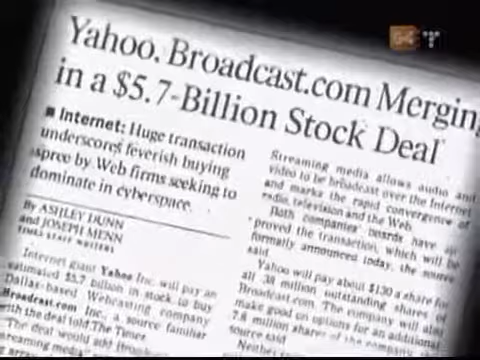 Yahoo, Broadcast.com Merging
in a $5.7-Billion Stock Deal
■ Internet: Huge transaction
underscores feverish buying
spree by Web firms seeking to
dominate in cyberspace.
By ASHLEY DUNN
and JOSEPH MENN
TIMES STAFF WRITERS
Internet giant Yahoo Inc. will pay an
estimated $5.7 billion in stock to buy
Dallas-based Webcasting company
Broadcast.com Inc., a source familiar
with the deal told The Times.
The deal would add Broadcast
Streaming media allows audio and
video to be broadcast over the Internet
and marks the rapid convergence of
radio, television and the Web.
Both companies' boards have
proved the transaction, which will be
formally announced today, the source
said.
Yahoo will pay about $130 a share for
all 38 million outstanding shares of
Broadcast.com. The company will also
make good on options for an additional
7.8 million shares of the company
source said
T